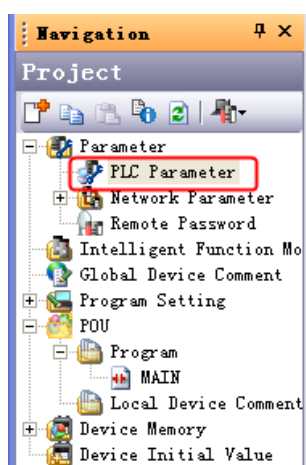 Navigation
Project
Parameter
PLC Parameter
Network Parameter
Remote Password
Intelligent Function Mo
Global Device Comment
Program Setting
POU
Program
MAIN
Local Device Comment
Device Memory
Device Initial Value